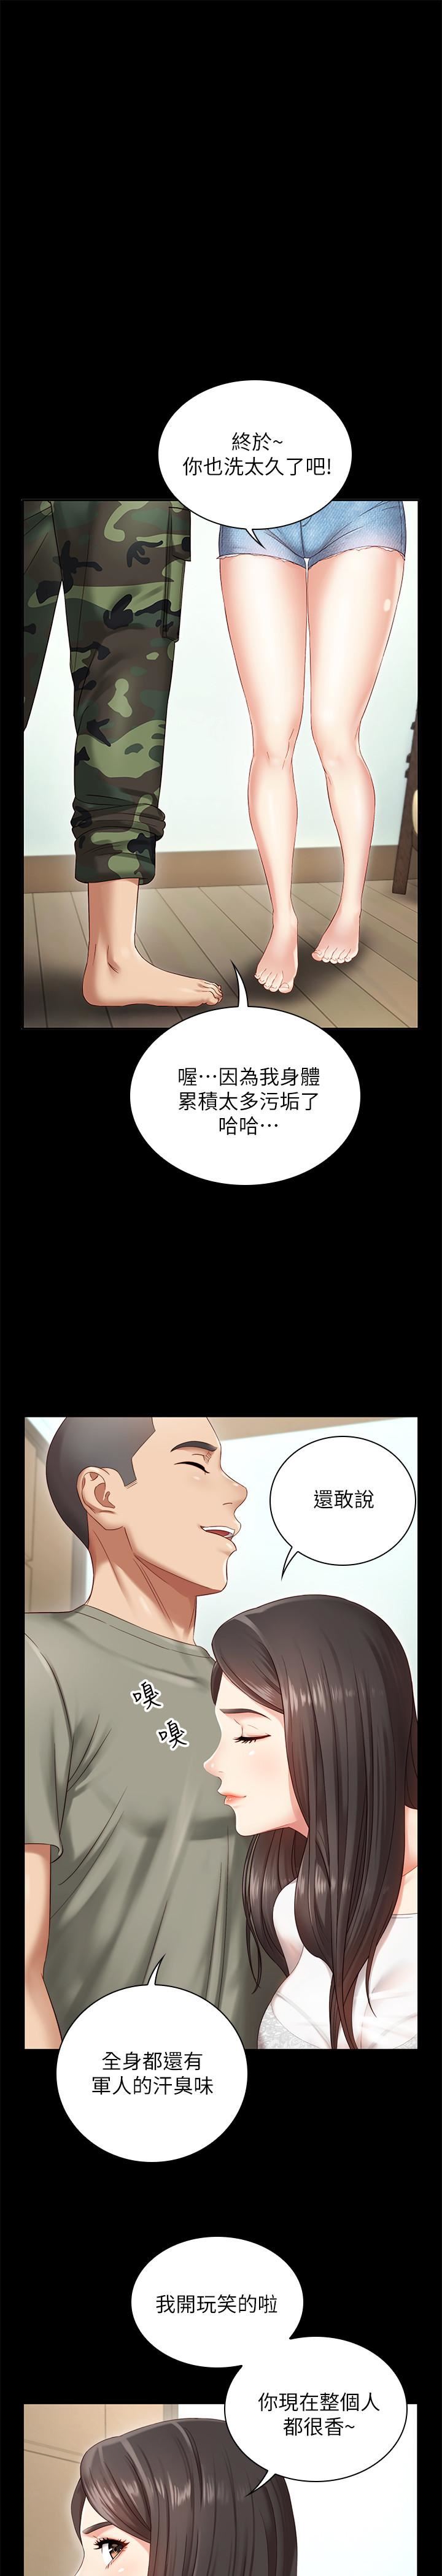 終於~
你也洗太久了吧!
喔…因為我身體
累積太多污垢了
哈哈…
還敢說
嗅
嗅
全身都還有
軍人的汗臭味
我開玩笑的啦
你現在整個人
都很香~